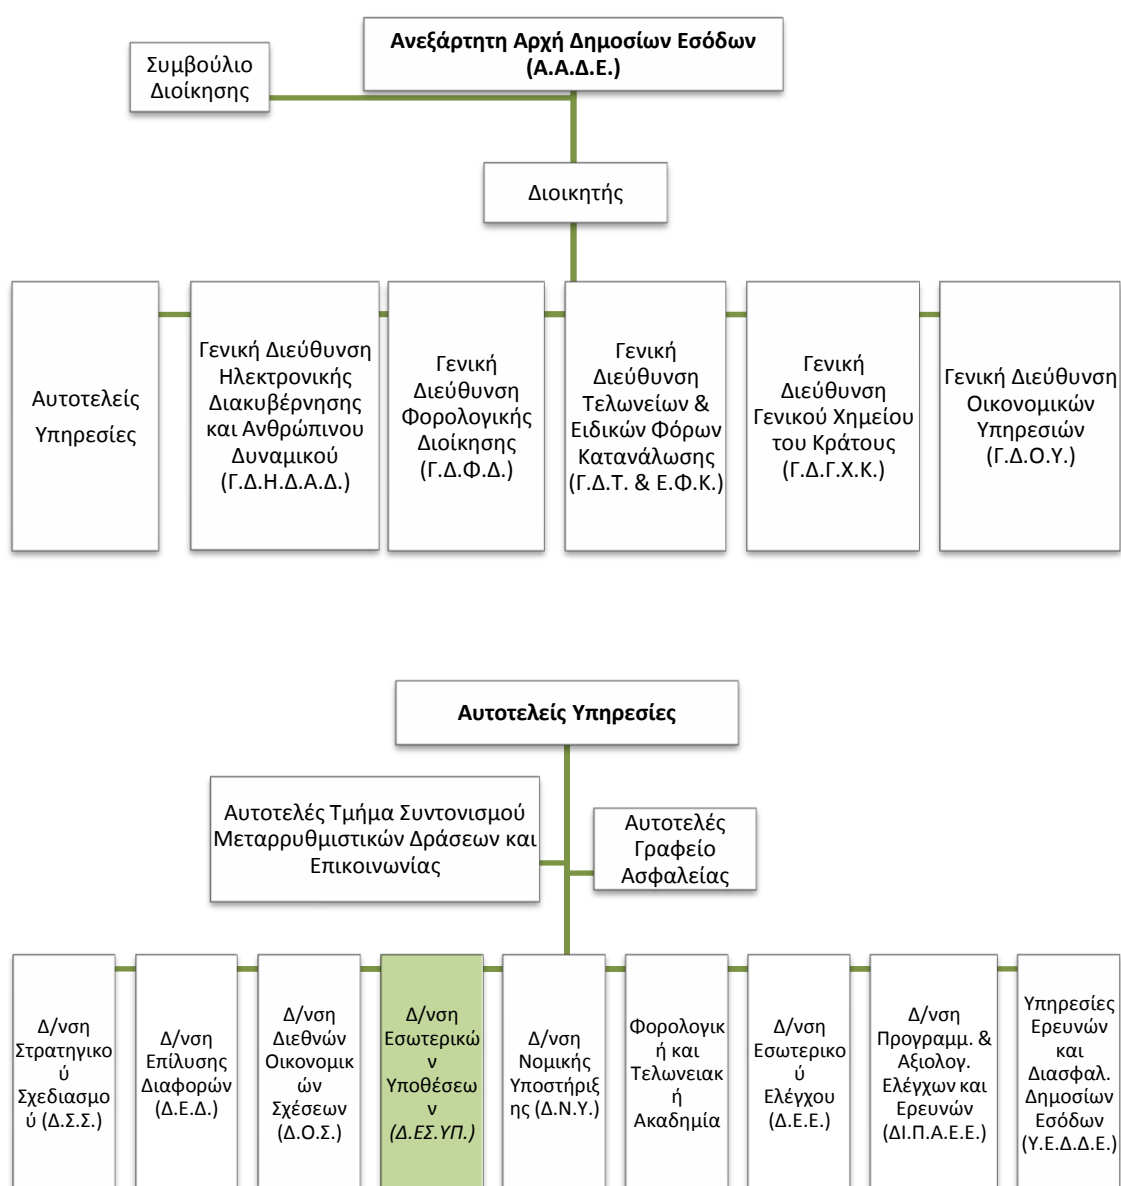 Ανεξάρτητη Αρχή Δημοσίων Εσόδων
(Α.Α.Δ.Ε.)
Συμβούλιο
Διοίκησης
Διοικητής
Αυτοτελείς
Υπηρεσίες
Γενική Διεύθυνση
Ηλεκτρονικής
Διακυβέρνησης
και Ανθρώπινου
Δυναμικού
(Γ.Δ.Η.Δ.Α.Δ.)
Γενική
Διεύθυνση
Φορολογικής
Διοίκησης
(Γ.Δ.Φ.Δ.)
Γενική
Διεύθυνση
Τελωνείων &
Ειδικών Φόρων
Κατανάλωσης
(Γ.Δ.Τ. & Ε.Φ.Κ.)
Γενική
Διεύθυνση
Γενικού Χημείου
του Κράτους
(Γ.Δ.Γ.Χ.Κ.)
Γενική Διεύθυνση
Οικονομικών
Υπηρεσιών
(Γ.Δ.Ο.Υ.)
Αυτοτελείς Υπηρεσίες
Αυτοτελές Τμήμα Συντονισμού
Μεταρρυθμιστικών Δράσεων και
Επικοινωνίας
Αυτοτελές
Γραφείο
Ασφαλείας
Δ/νση
Στρατηγικο
ύ
Σχεδιασμο
ύ (Δ.Σ.Σ.)
Δ/νση
Επίλυσης
Διαφορών
(Δ.Ε.Δ.)
Δ/νση
Διεθνών
Οικονομικ
ών
Σχέσεων
(Δ.Ο.Σ.)
Δ/νση
Εσωτερικώ
ν
Υποθέσεω
ν
(Δ.ΕΣ.ΥΠ.)
Δ/νση
Νομικής
Υποστήριξ
ης (Δ.Ν.Υ.)
Φορολογικ
ή και
Τελωνειακ
ή
Ακαδημία
Δ/νση
Εσωτερικο
ύ
Ελέγχου
(Δ.Ε.Ε.)
Δ/νση
Προγραμμ. &
Αξιολογ.
Ελέγχων και
Ερευνών
(ΔΙ.Π.Α.Ε.Ε.)
Υπηρεσίες
Ερευνών
και
Διασφαλ.
Δημοσίων
Εσόδων
(Υ.Ε.Δ.Δ.Ε.)